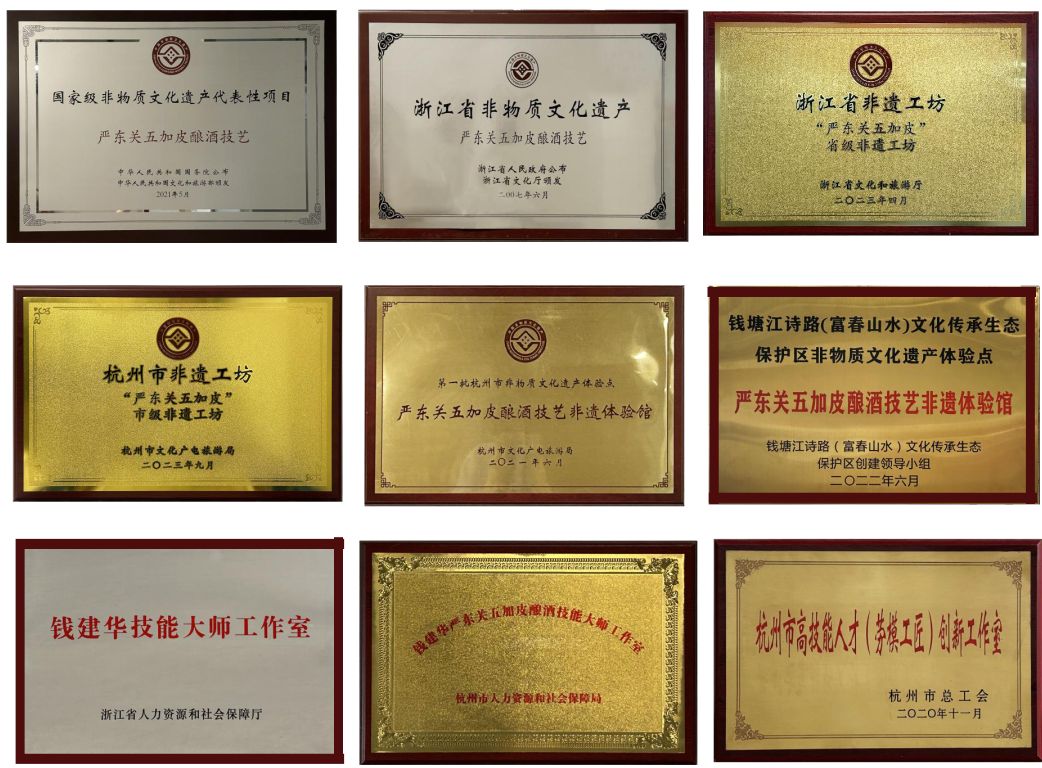 国家级非物质文化遗产代表性项目
严东关五加皮酿酒技艺
中华人民共和国国务院公布
中华人民共和国文化和旅游部颁发
2021年5月
浙江省非物质文化遗产
严东关五加皮酿酒技艺
浙江省人民政府公布
浙江省文化厅颁发
二〇〇七年六月
浙江省非遗工坊
“严东关五加皮”
省级非遗工坊
浙江省文化和旅游厅
二〇二三年四月
杭州市非遗工坊
“严东关五加皮”
市级非遗工坊
杭州市文化广电旅游局
二〇二三年九月
第一批杭州市非物质文化遗产体验点
严东关五加皮酿酒技艺非遗体验馆
杭州市文化广电旅游局
二〇二一年六月
钱塘江诗路(富春山水)文化传承生态
保护区非物质文化遗产体验点
严东关五加皮酿酒技艺非遗体验馆
钱塘江诗路（富春山水）文化传承生态
保护区创建领导小组
二〇二二年六月
钱建华技能大师工作室
浙江省人力资源和社会保障厅
钱建华严东关五加皮酿酒技能大师工作室
杭州市人力资源和社会保障局
杭州市高技能人才（劳模工匠）创新工作室
杭州市总工会
二〇二〇年十一月